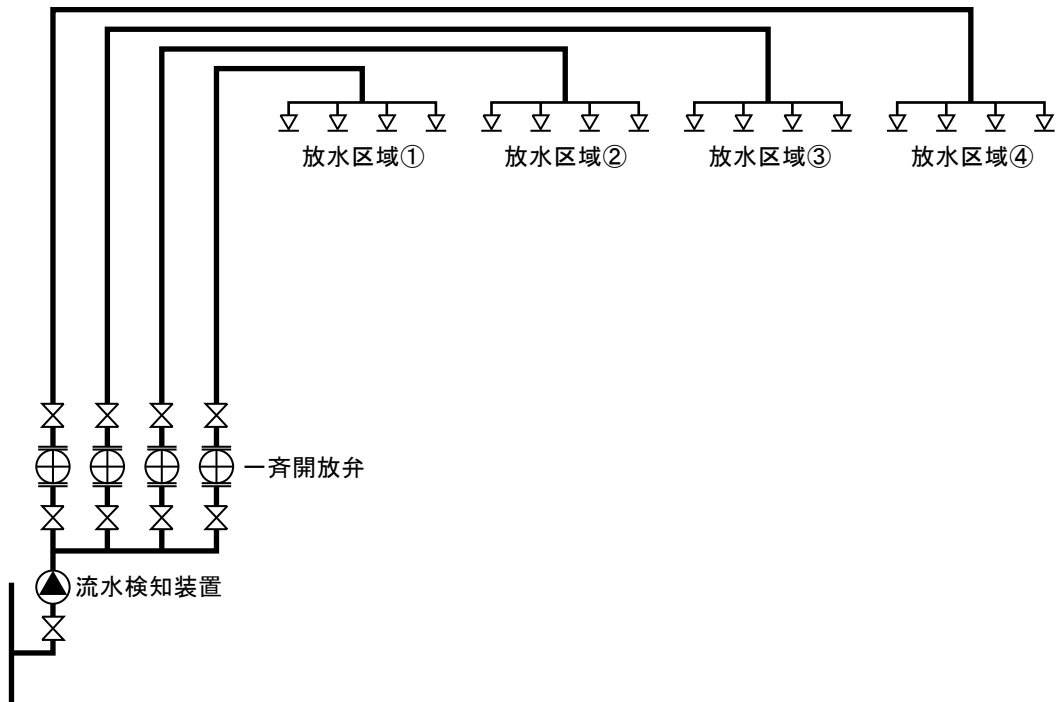 放水区域①
放水区域②
放水区域③
放水区域④
一斉開放弁
流水検知装置